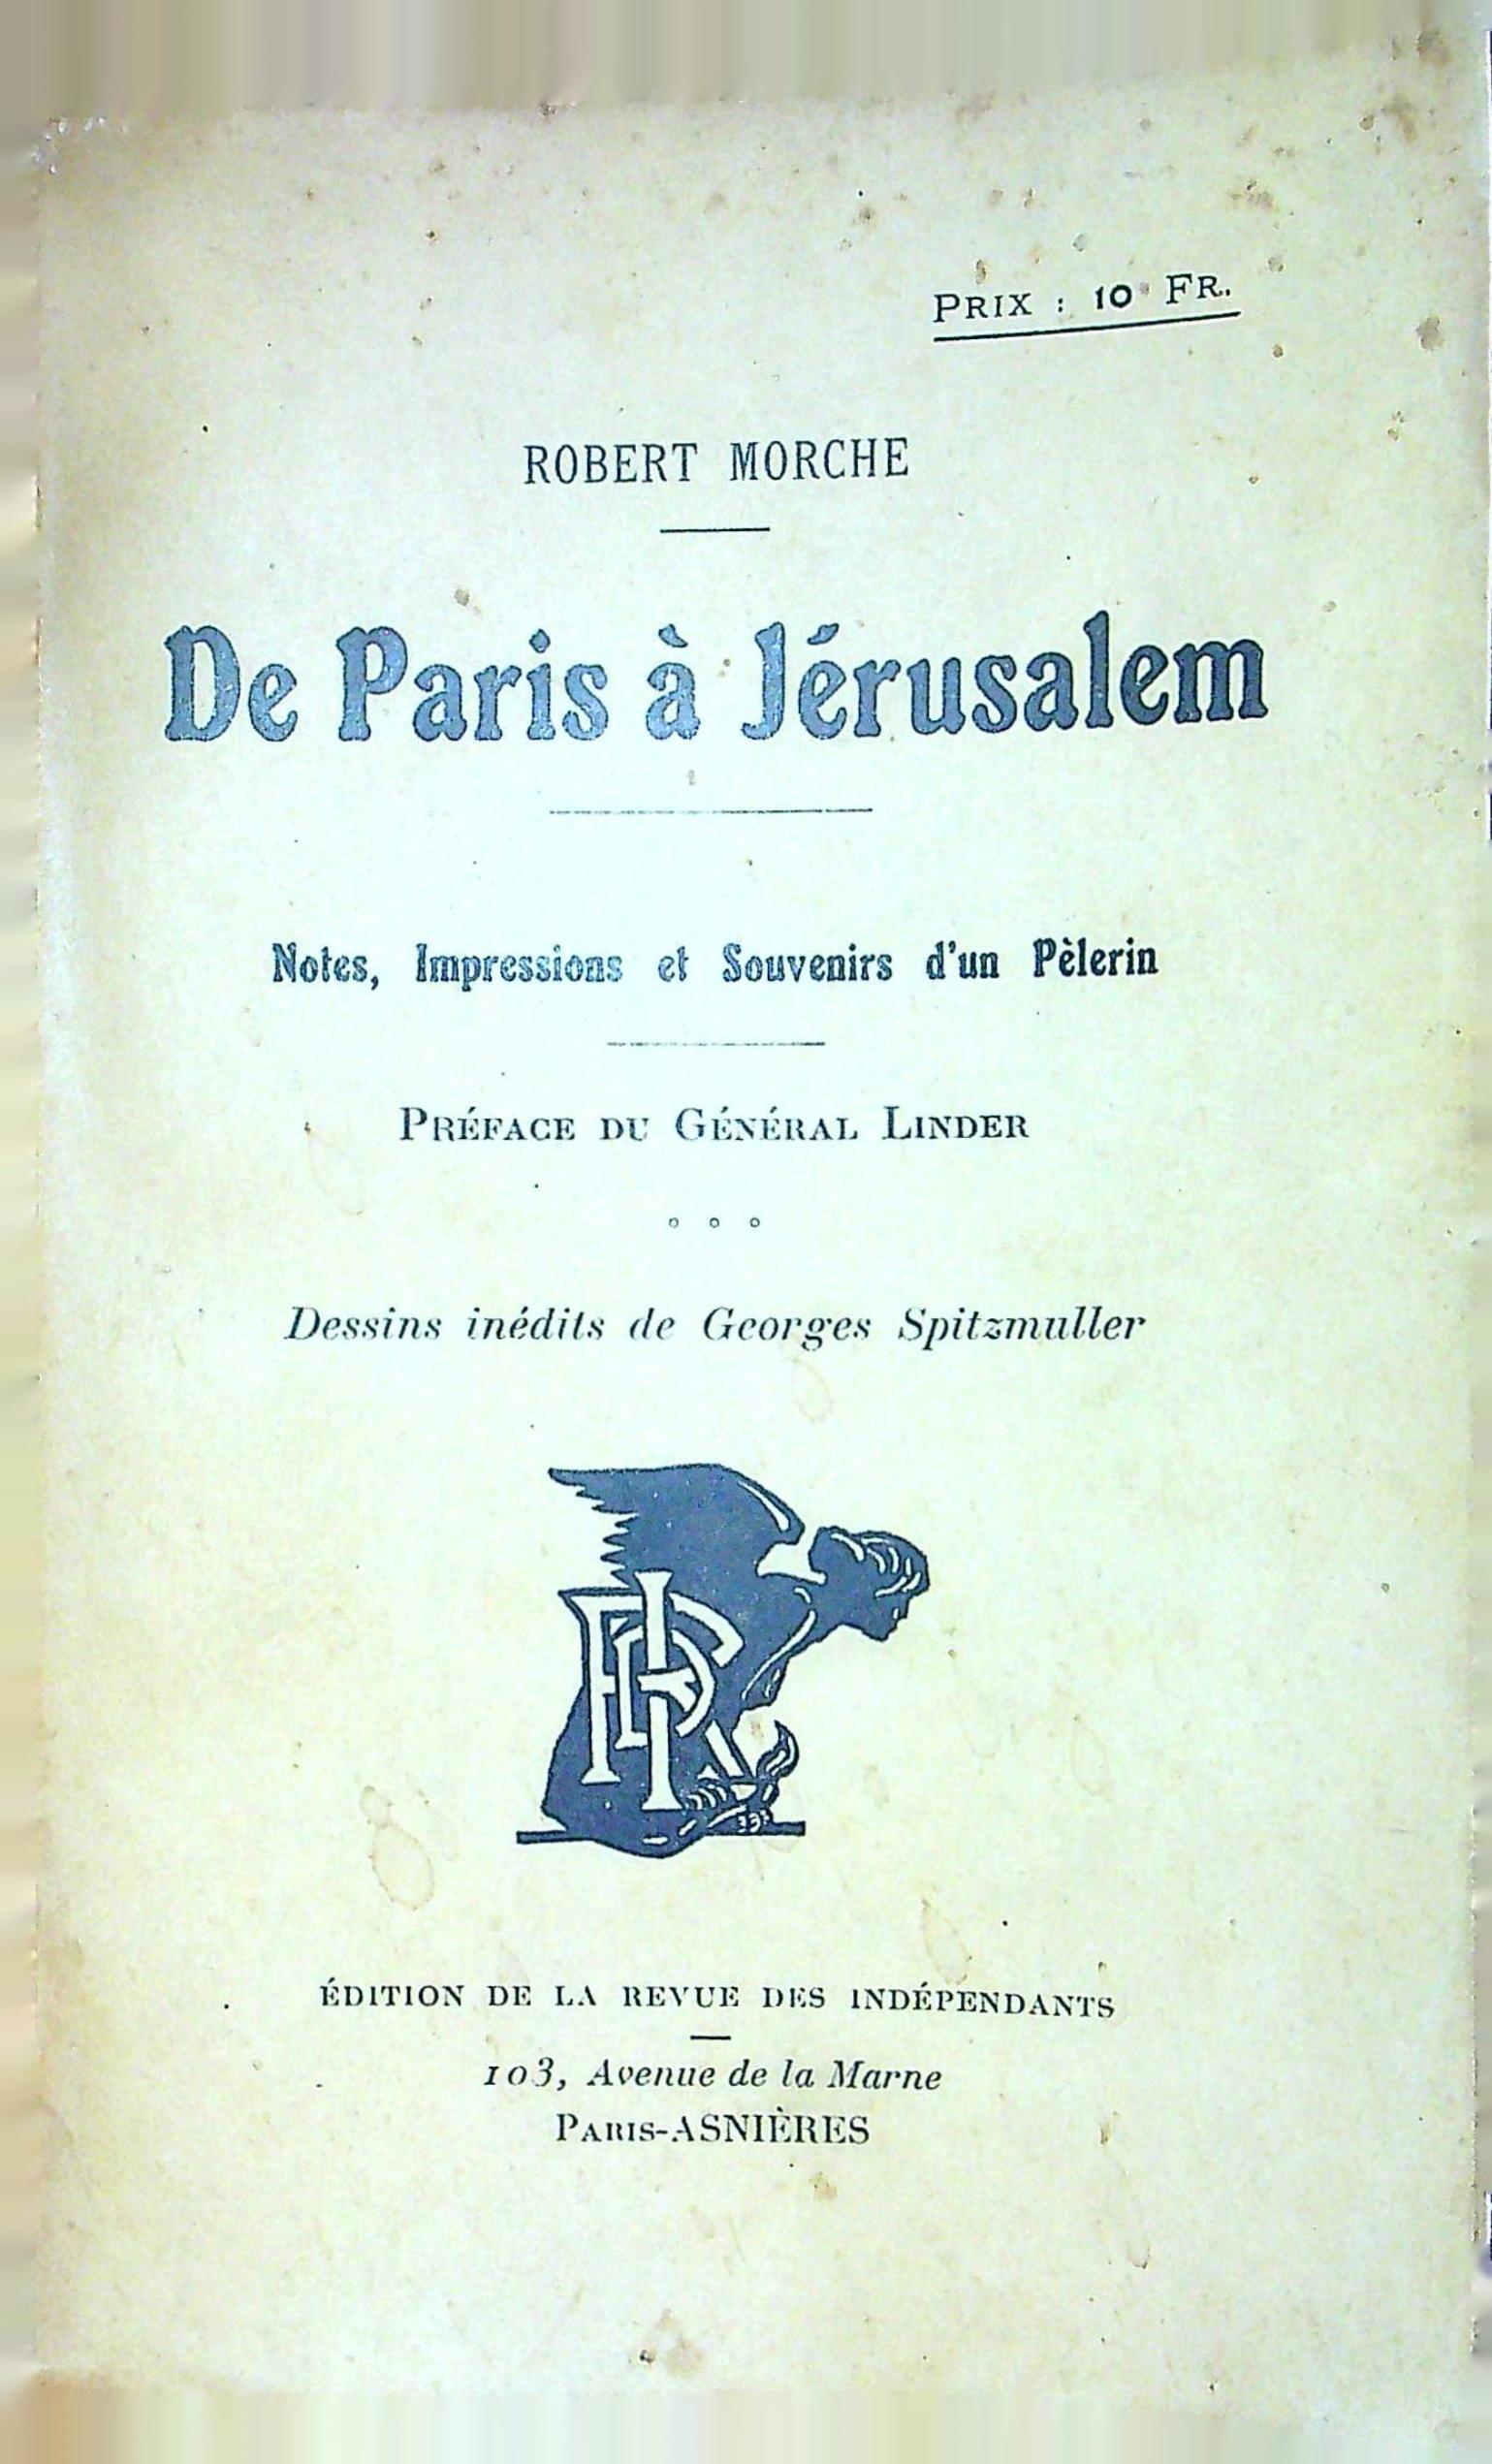 PRIX : 10 FR.
ROBERT MORCHE
De Paris à Jérusalem
Notes, Impressions et Souvenirs d'un Pèlerin
PRÉFACE DU GÉNÉRAL LINDER
Dessins inédits de Georges Spitzmuller
ÉDITION DE LA REVUE DES INDÉPENDANTS
103, Avenue de la Marne
PARIS-ASNIÈRES